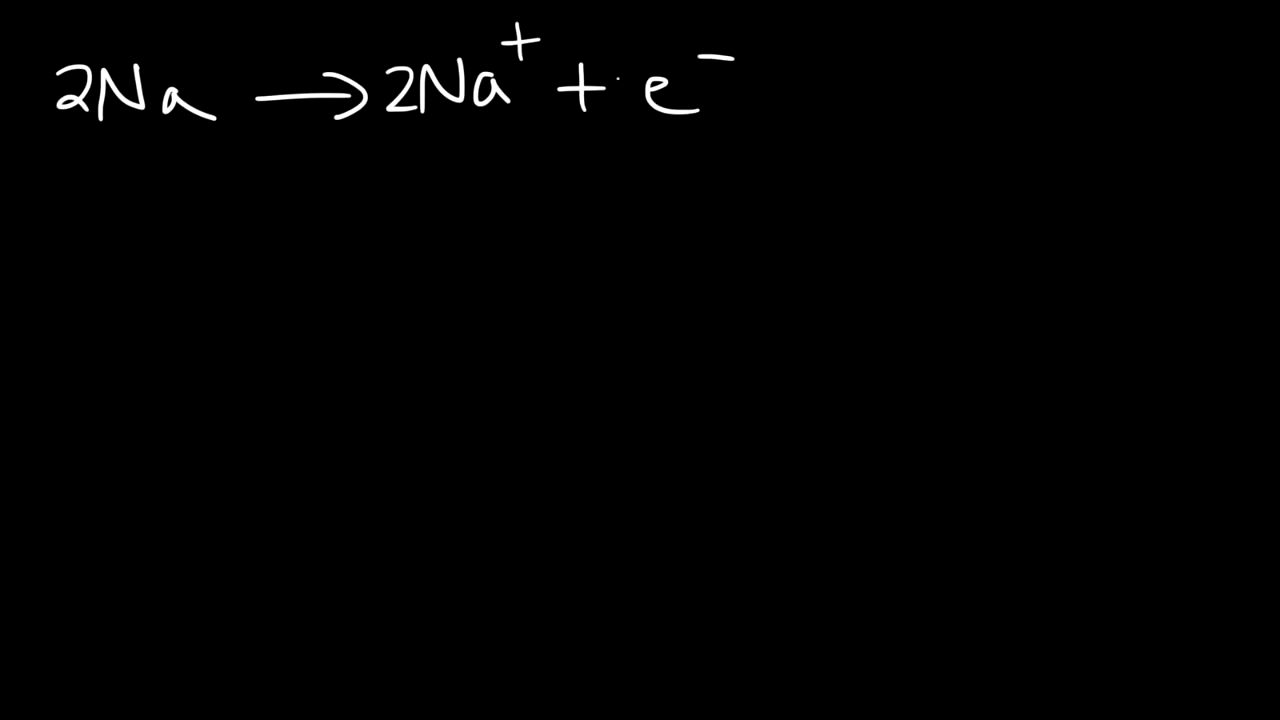 2Na ⟶ 2Na⁺ + e⁻